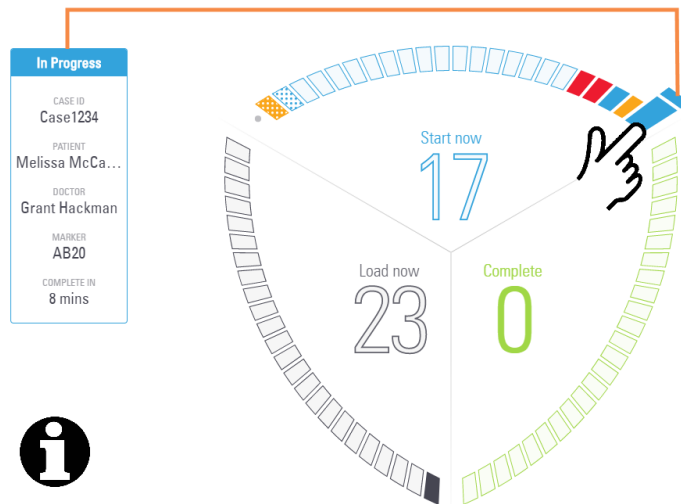 In Progress
CASE ID
Case1234
PATIENT
Melissa McCa...
DOCTOR
Grant Hackman
MARKER
AB20
COMPLETE IN
8 mins
Start now
17
Load now
23
Complete
0
i